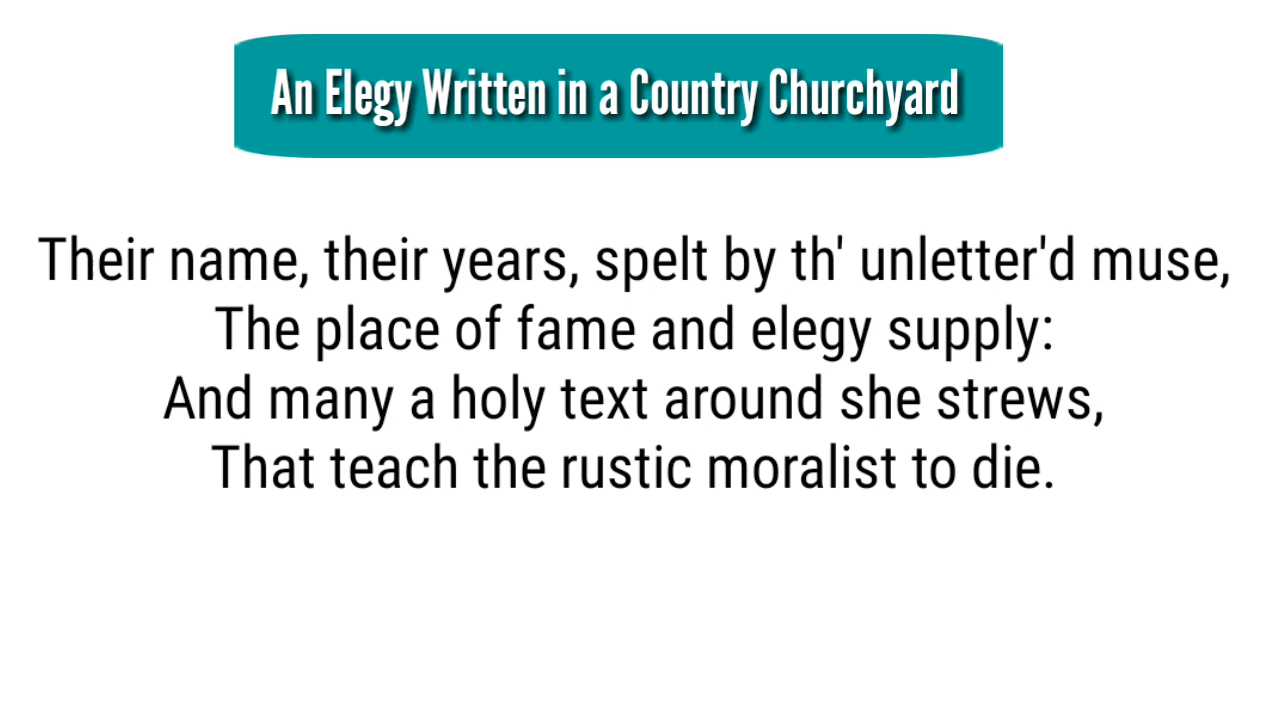 An Elegy Written in a Country Churchyard
Their name, their years, spelt by th' unletter'd muse,
The place of fame and elegy supply:
And many a holy text around she strews,
That teach the rustic moralist to die.